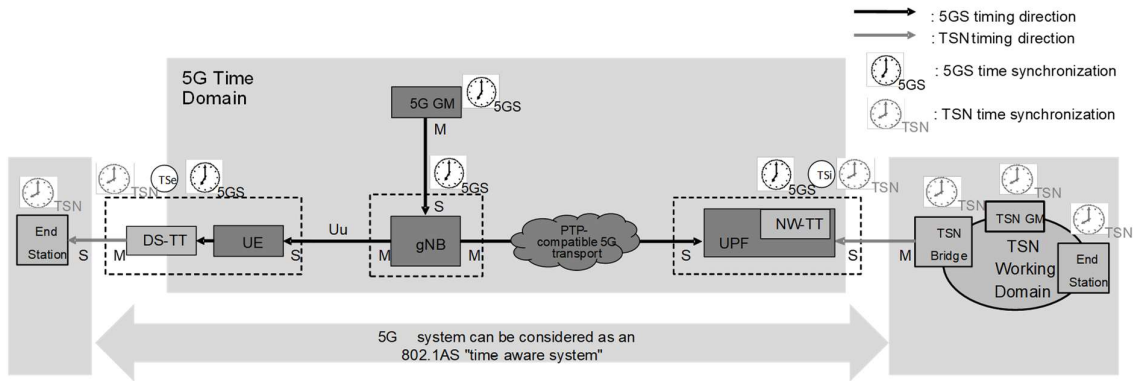 : 5GS timing direction
: TSN timing direction
: 5GS time synchronization
5GS
: TSN time synchronization
TSN
5G Time
Domain
5G GM
5GS
M
5GS
S
TSN
TSN
TSe
5GS
5GS
TSi
TSN
TSN
TSN
TSN
End
Station
S
M
DS-TT
UE
S
Uu
M
gNB
M
PTP-
compatible 5G
transport
S
UPF
NW-TT
S
M
TSN
Bridge
TSN GM
TSN
Working
Domain
End
Station
5G system can be considered as an
802.1AS "time aware system"